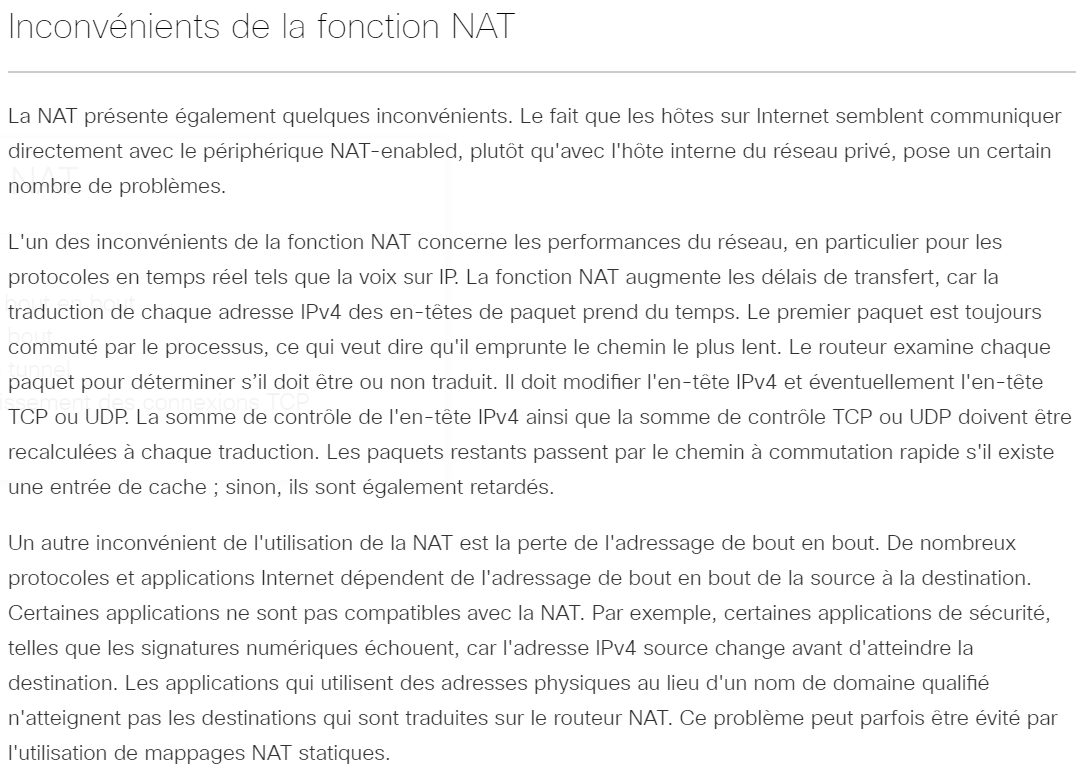 Inconvénients de la fonction NAT
La NAT présente également quelques inconvénients. Le fait que les hôtes sur Internet semblent communiquer
directement avec le périphérique NAT-enabled, plutôt qu'avec l'hôte interne du réseau privé, pose un certain
nombre de problèmes.
L'un des inconvénients de la fonction NAT concerne les performances du réseau, en particulier pour les
protocoles en temps réel tels que la voix sur IP. La fonction NAT augmente les délais de transfert, car la
traduction de chaque adresse IPv4 des en-têtes de paquet prend du temps. Le premier paquet est toujours
commuté par le processus, ce qui veut dire qu'il emprunte le chemin le plus lent. Le routeur examine chaque
paquet pour déterminer s’il doit être ou non traduit. Il doit modifier l'en-tête IPv4 et éventuellement l'en-tête
TCP ou UDP. La somme de contrôle de l'en-tête IPv4 ainsi que la somme de contrôle TCP ou UDP doivent être
recalculées à chaque traduction. Les paquets restants passent par le chemin à commutation rapide s'il existe
une entrée de cache ; sinon, ils sont également retardés.
Un autre inconvénient de l'utilisation de la NAT est la perte de l'adressage de bout en bout. De nombreux
protocoles et applications Internet dépendent de l'adressage de bout en bout de la source à la destination.
Certaines applications ne sont pas compatibles avec la NAT. Par exemple, certaines applications de sécurité,
telles que les signatures numériques échouent, car l'adresse IPv4 source change avant d'atteindre la
destination. Les applications qui utilisent des adresses physiques au lieu d'un nom de domaine qualifié
n'atteignent pas les destinations qui sont traduites sur le routeur NAT. Ce problème peut parfois être évité par
l'utilisation de mappages NAT statiques.
NAT
bout en bout
bout
tunnel
issement des connexions TCP